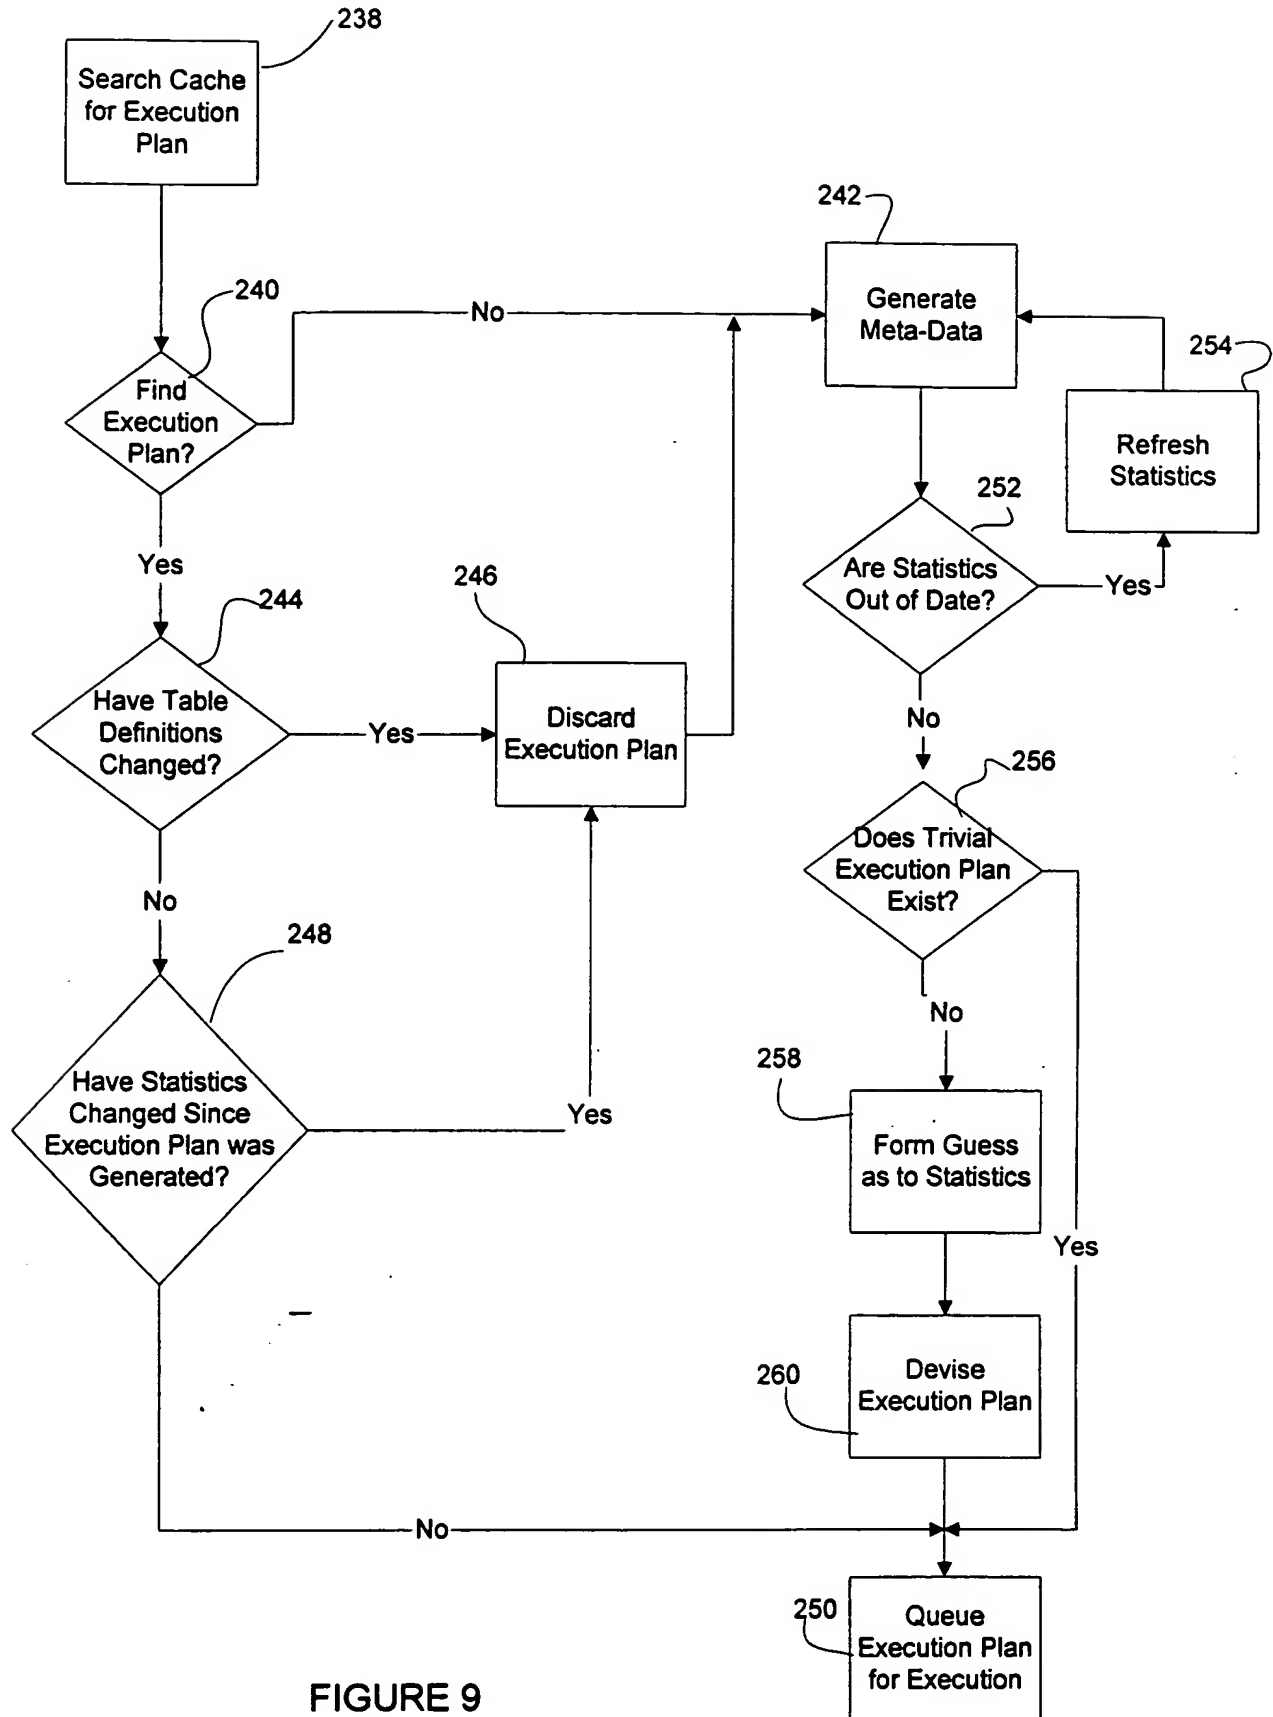 238
Search Cache
for Execution
Plan
240
Find
Execution
Plan?
No
Yes
242
Generate
Meta-Data
254
Refresh
Statistics
252
Are Statistics
Out of Date?
Yes
No
244
Have Table
Definitions
Changed?
Yes
No
246
Discard
Execution Plan
256
Does Trivial
Execution Plan
Exist?
No
Yes
248
Have Statistics
Changed Since
Execution Plan was
Generated?
Yes
No
258
Form Guess
as to Statistics
260
Devise
Execution Plan
250
Queue
Execution Plan
for Execution
FIGURE 9